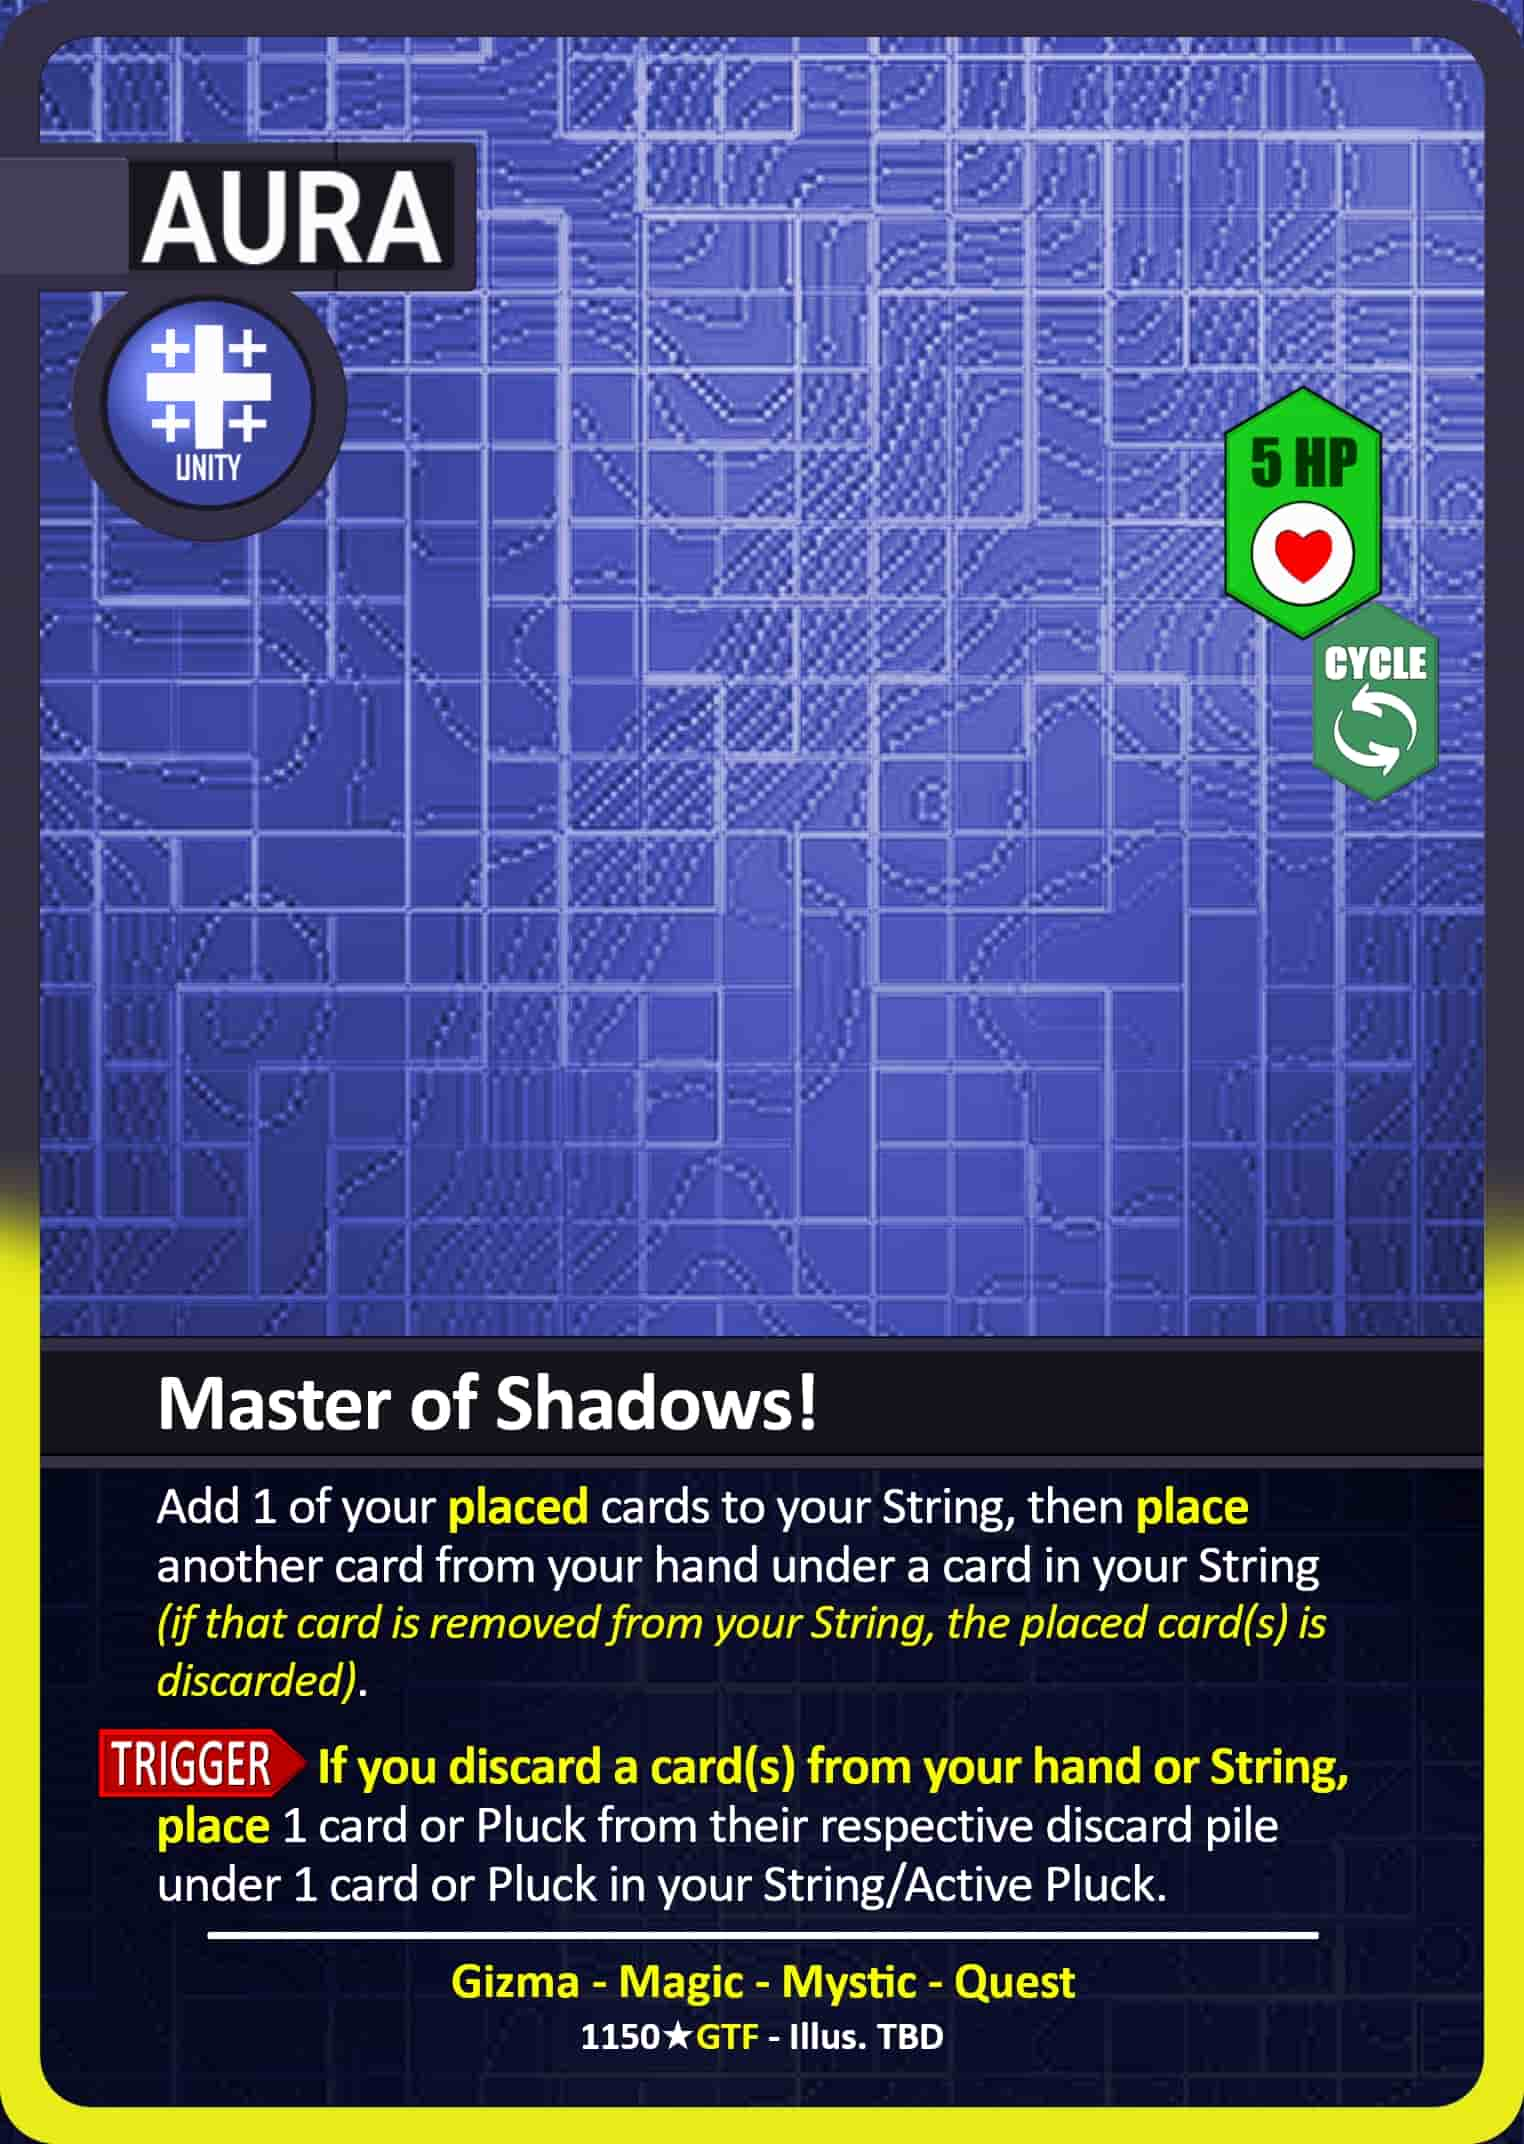 AURA
UNITY
5 HP
CYCLE
Master of Shadows!
Add 1 of your placed cards to your String, then place
another card from your hand under a card in your String
(if that card is removed from your String, the placed card(s) is
discarded).
TRIGGER If you discard a card(s) from your hand or String,
place 1 card or Pluck from their respective discard pile
under 1 card or Pluck in your String/Active Pluck.
Gizma - Magic - Mystic - Quest
1150★GTF - Illus. TBD